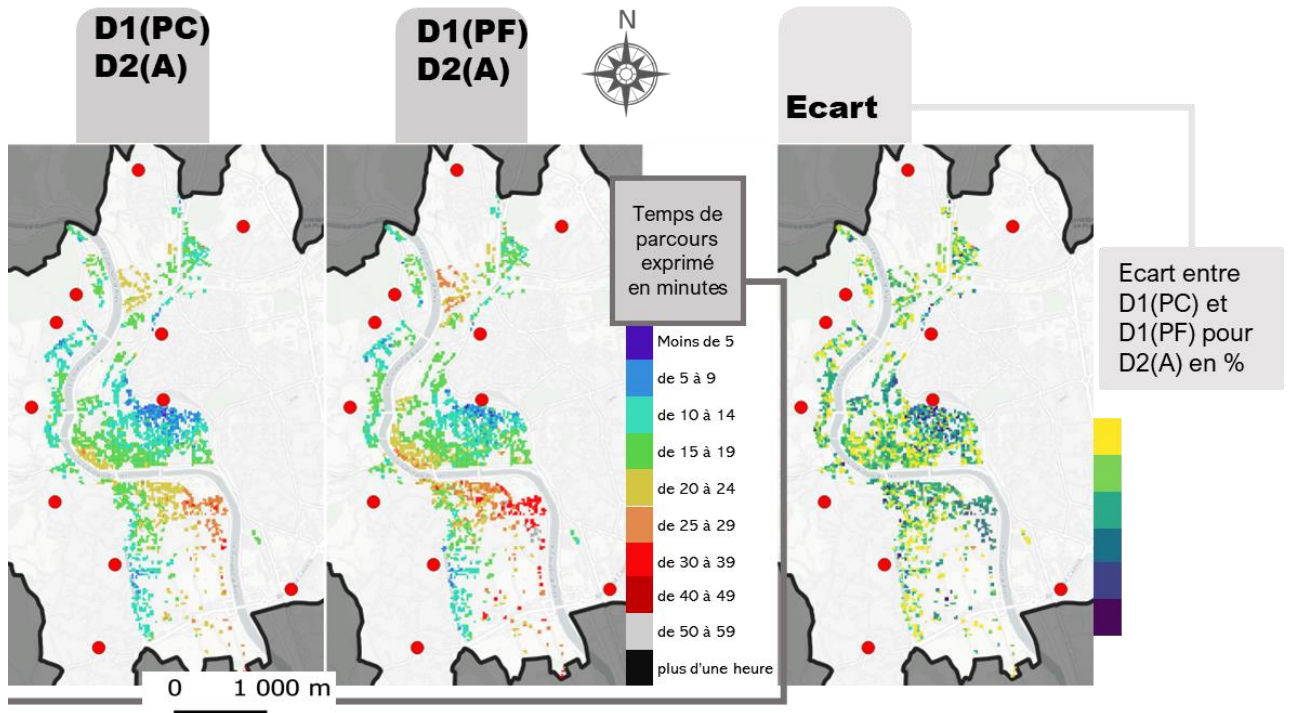 D1(PC)
D2(A)
D1(PF)
D2(A)
N
Ecart
Temps de
parcours
exprimé
en minutes
Ecart entre
D1(PC) et
D1(PF) pour
D2(A) en %
Moins de 5
de 5 à 9
de 10 à 14
de 15 à 19
de 20 à 24
de 25 à 29
de 30 à 39
de 40 à 49
de 50 à 59
plus d'une heure
0 1 000 m